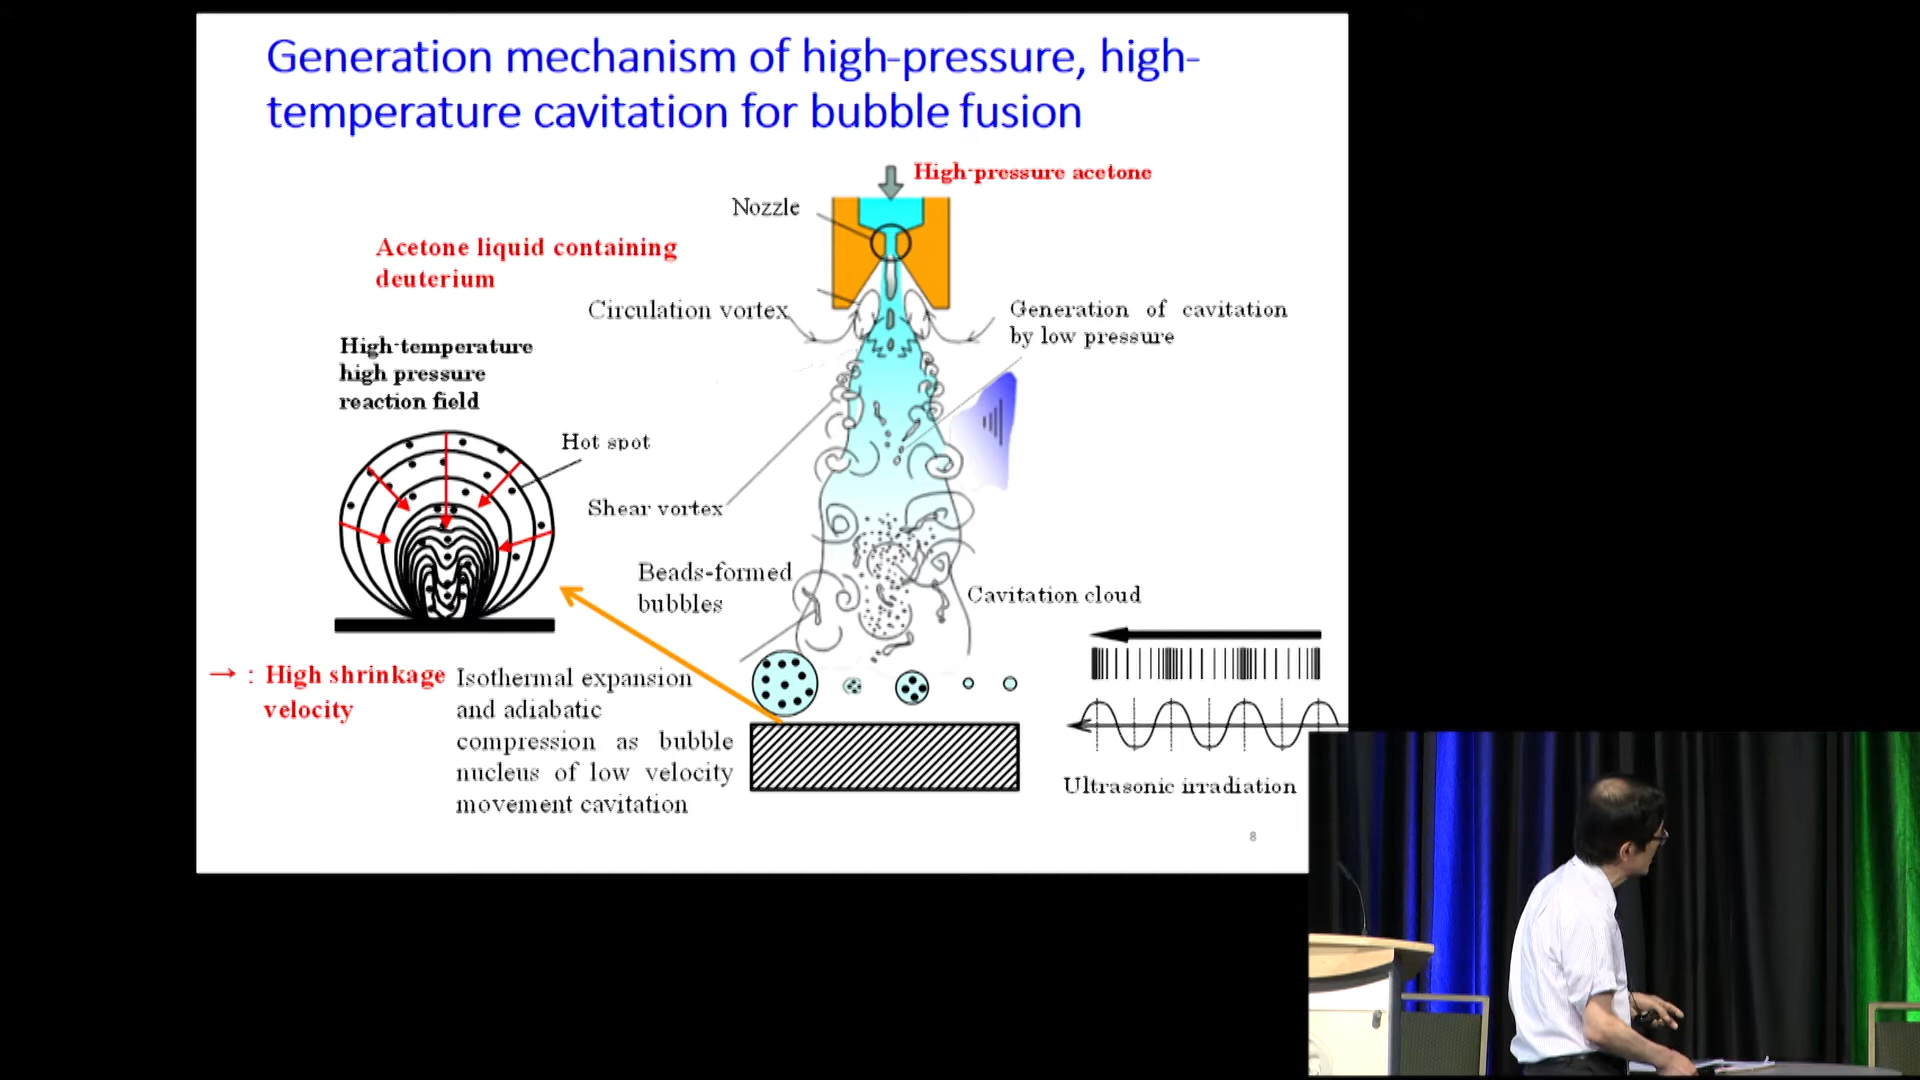 Generation mechanism of high-pressure, high-
temperature cavitation for bubble fusion
High-pressure acetone
Nozzle
Acetone liquid containing
deuterium
Circulation vortex
Generation of cavitation
by low pressure
High-temperature
high pressure
reaction field
Hot spot
Shear vortex
Beads-formed
bubbles
Cavitation cloud
→ : High shrinkage
velocity
Isothermal expansion
and adiabatic
compression as bubble
nucleus of low velocity
movement cavitation
Ultrasonic irradiation
8